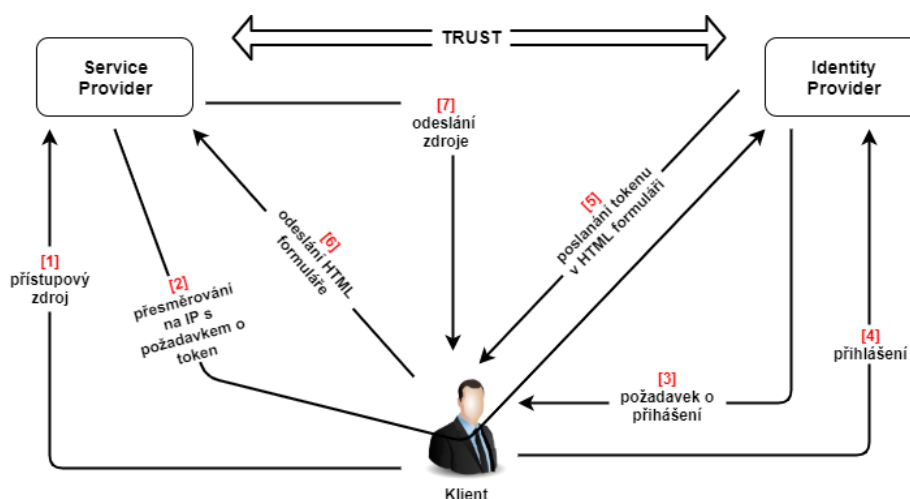 TRUST
Service
Provider
Identity
Provider
[7]
odeslání
zdroje
[5]
poslanání tokenu
v HTML formuláři
[6]
odeslání HTML
formuláře
[1]
přístupový
zdroj
[2]
přesměrování
na IP s
požadavkem o
token
[4]
přihlášení
[3]
požadavek o
přihášení
Klient